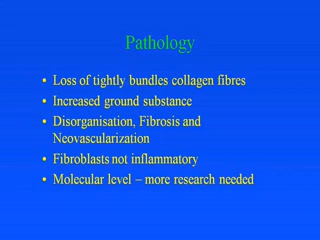 Pathology
• Loss of tightly bundles collagen fibres
• Increased ground substance
• Disorganisation, Fibrosis and
Neovascularization
• Fibroblasts not inflammatory
• Molecular level – more research needed